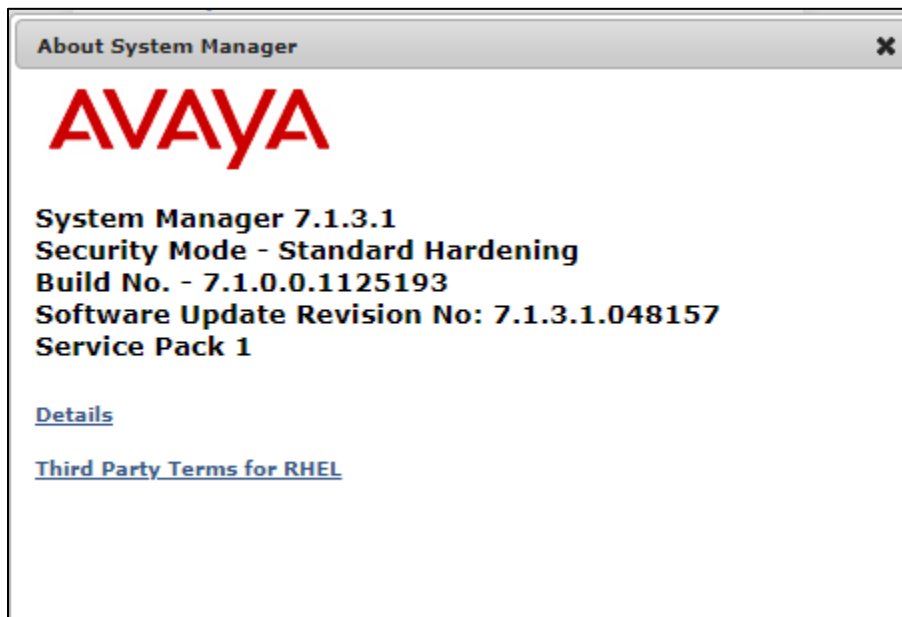 About System Manager
AVAYA
System Manager 7.1.3.1
Security Mode - Standard Hardening
Build No. - 7.1.0.0.1125193
Software Update Revision No: 7.1.3.1.048157
Service Pack 1
Details
Third Party Terms for RHEL